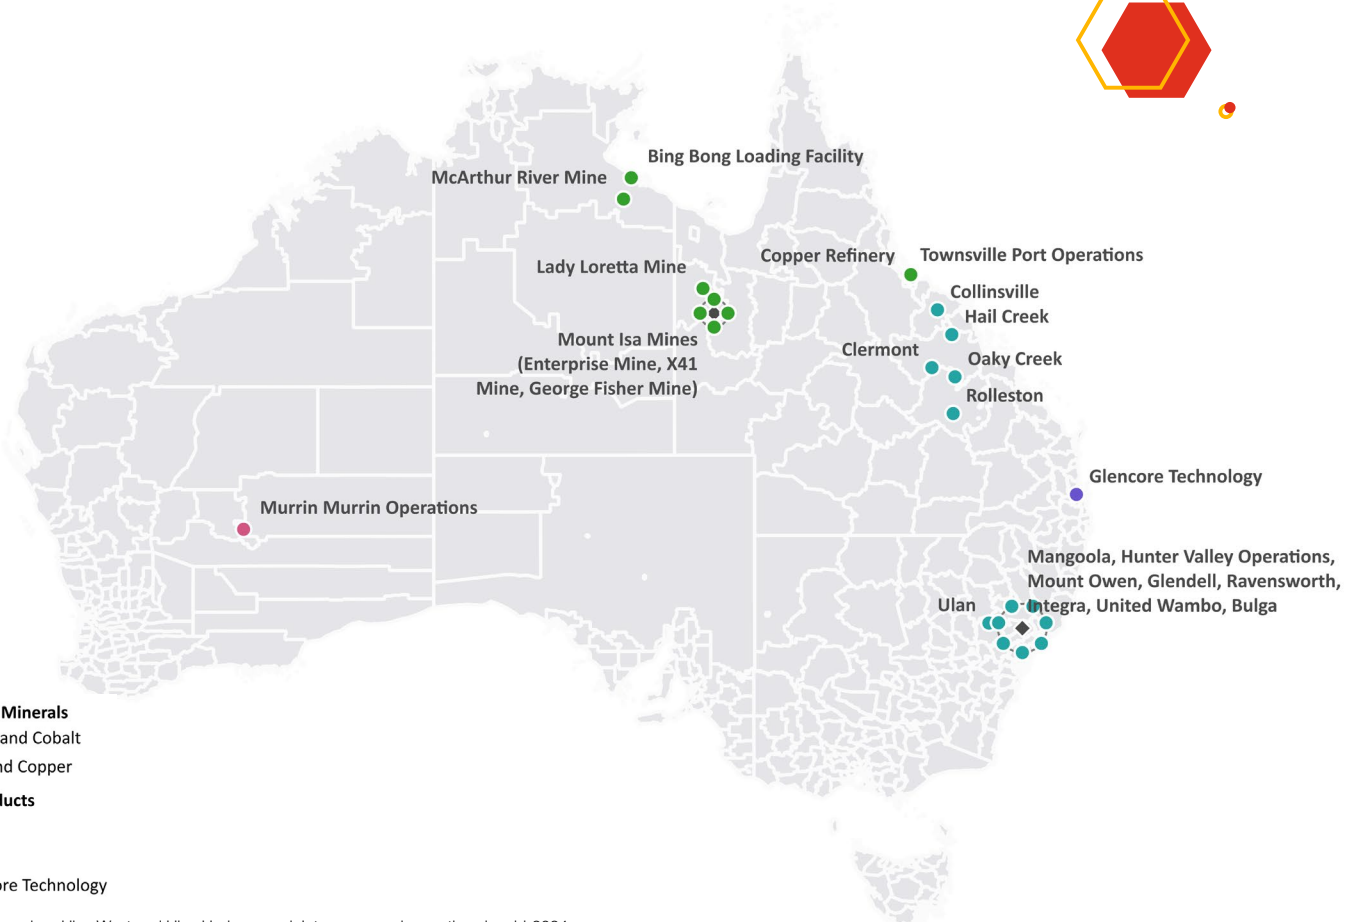 Bing Bong Loading Facility
McArthur River Mine
Copper Refinery
Townsville Port Operations
Lady Loretta Mine
Collinsville
Hail Creek
Mount Isa Mines
(Enterprise Mine, X41
Mine, George Fisher Mine)
Clermont
Oaky Creek
Rolleston
Glencore Technology
Murrin Murrin Operations
Mangoola, Hunter Valley Operations,
Mount Owen, Glendell, Ravensworth,
Integra, United Wambo, Bulga
Ulan
Minerals
and Cobalt
nd Copper
ducts
ore Technology